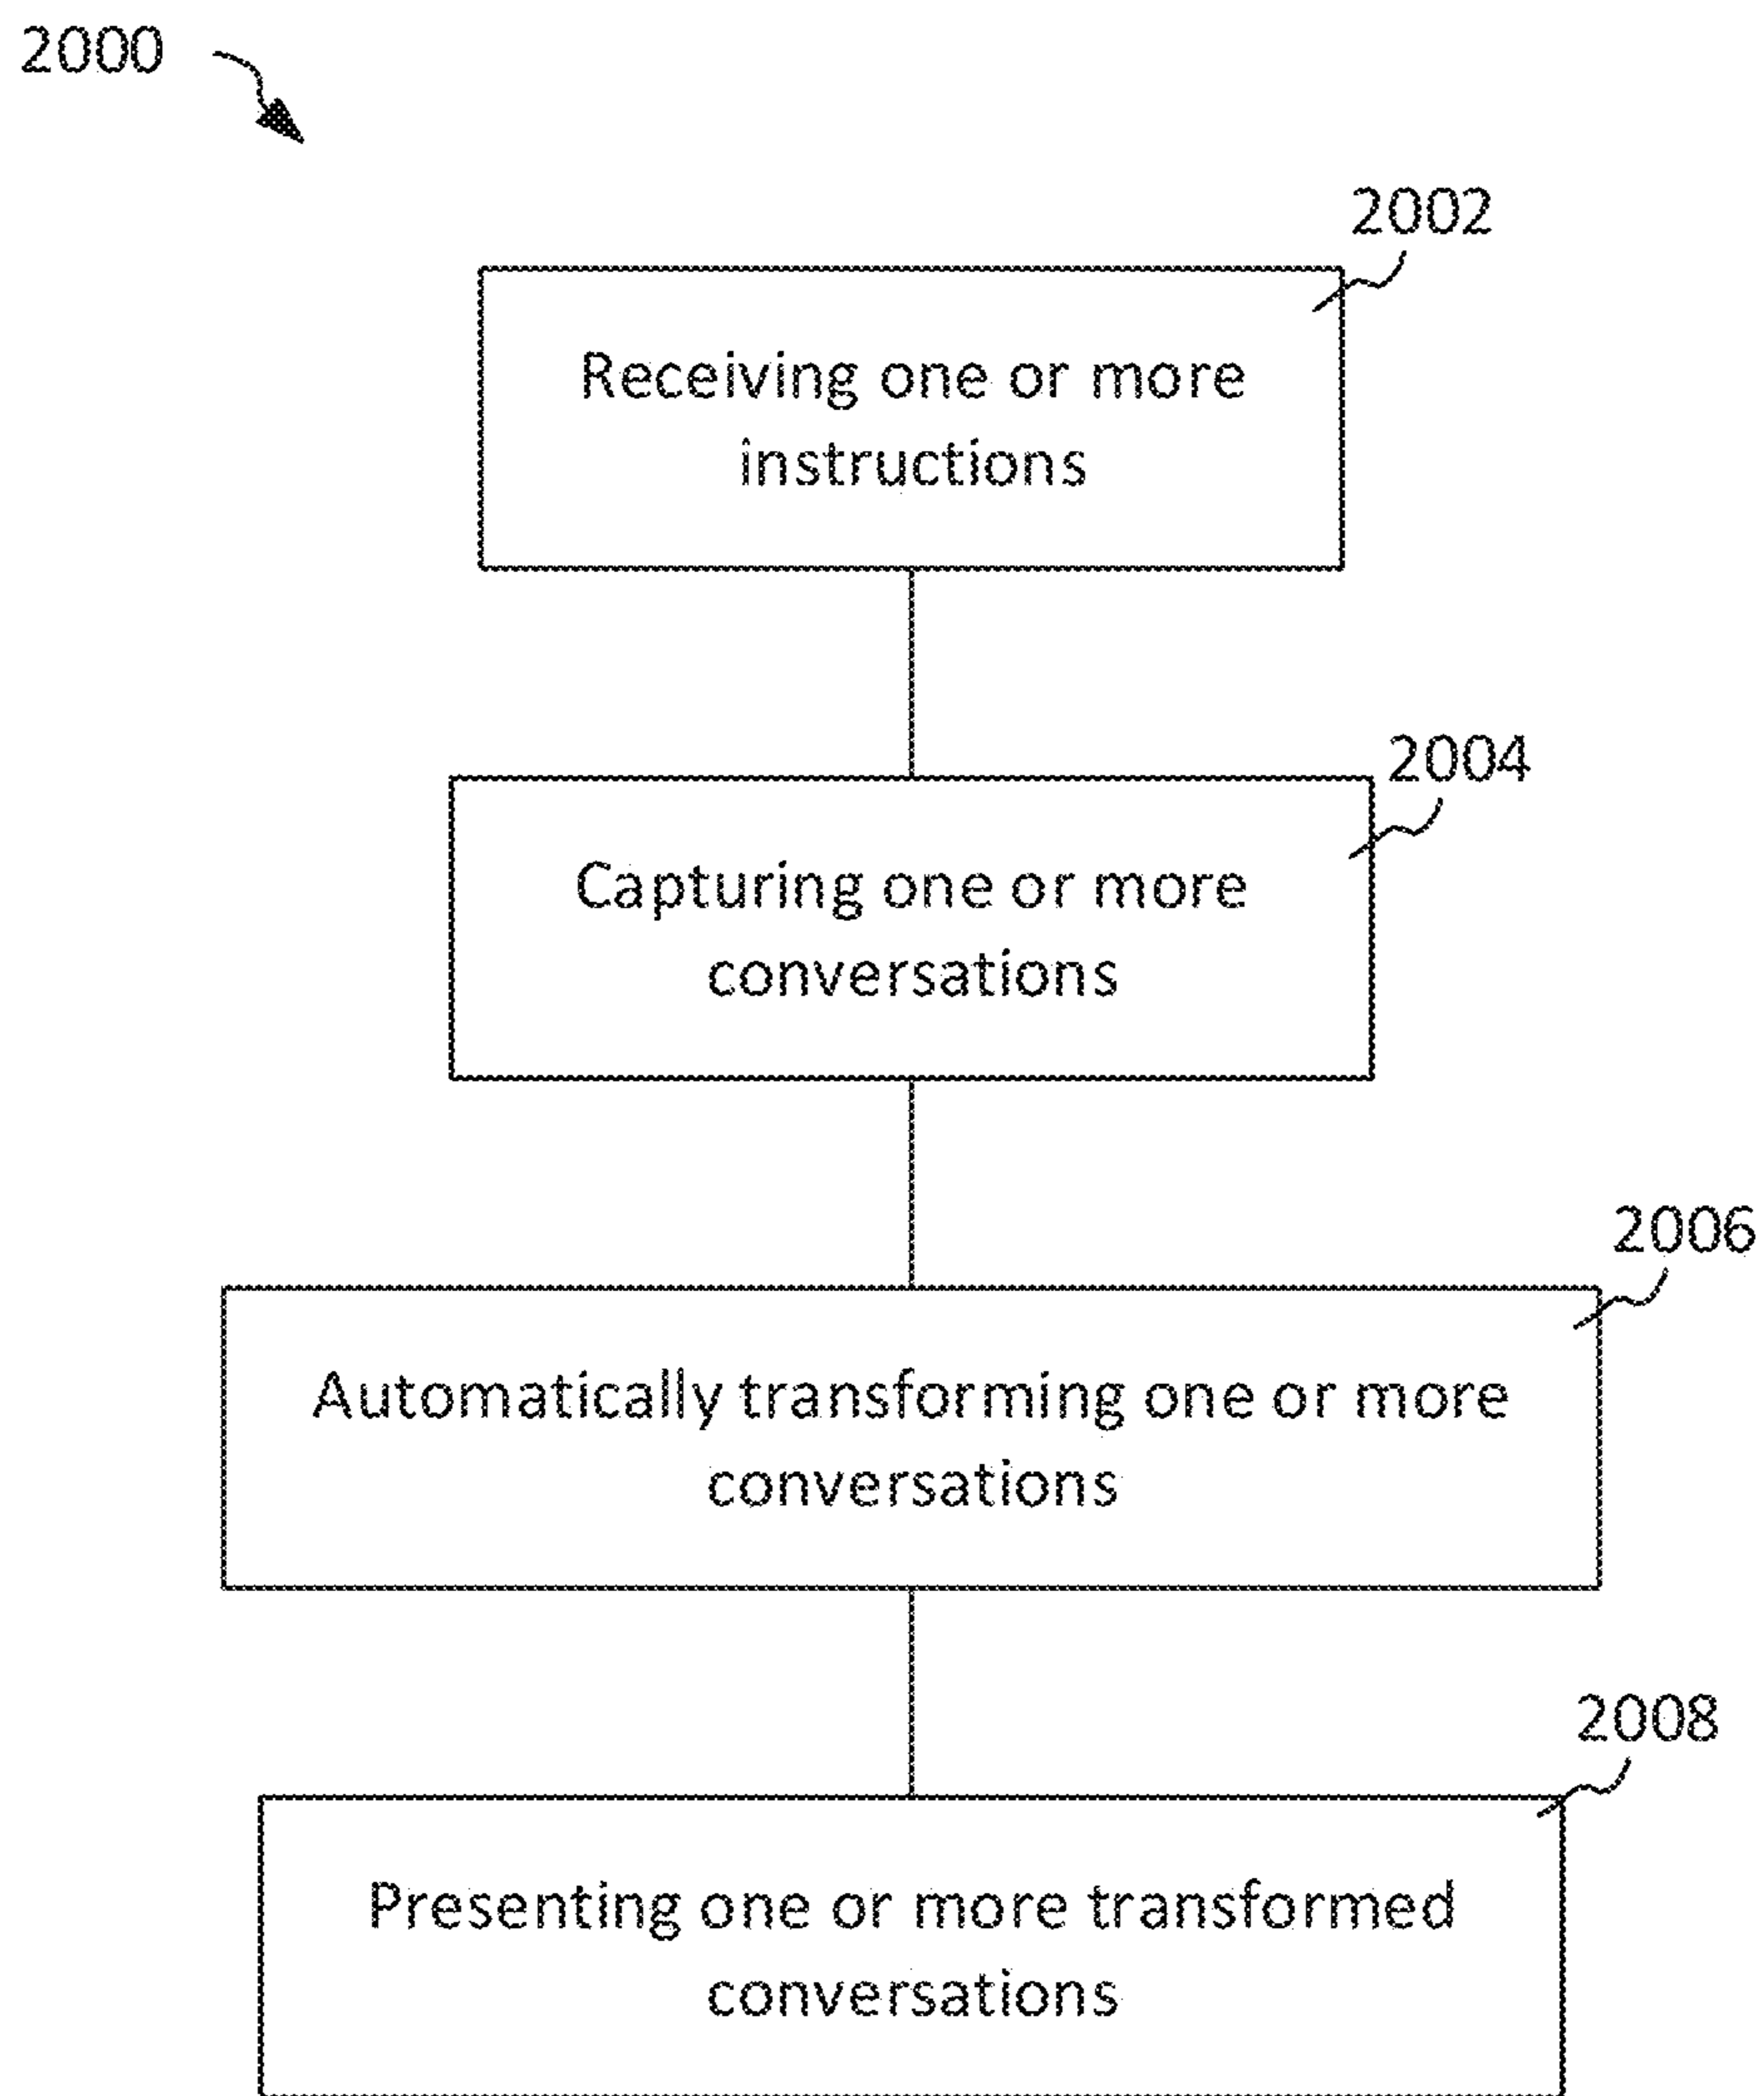 2000
2002
Receiving one or more
instructions
2004
Capturing one or more
conversations
2006
Automatically transforming one or more
conversations
2008
Presenting one or more transformed
conversations